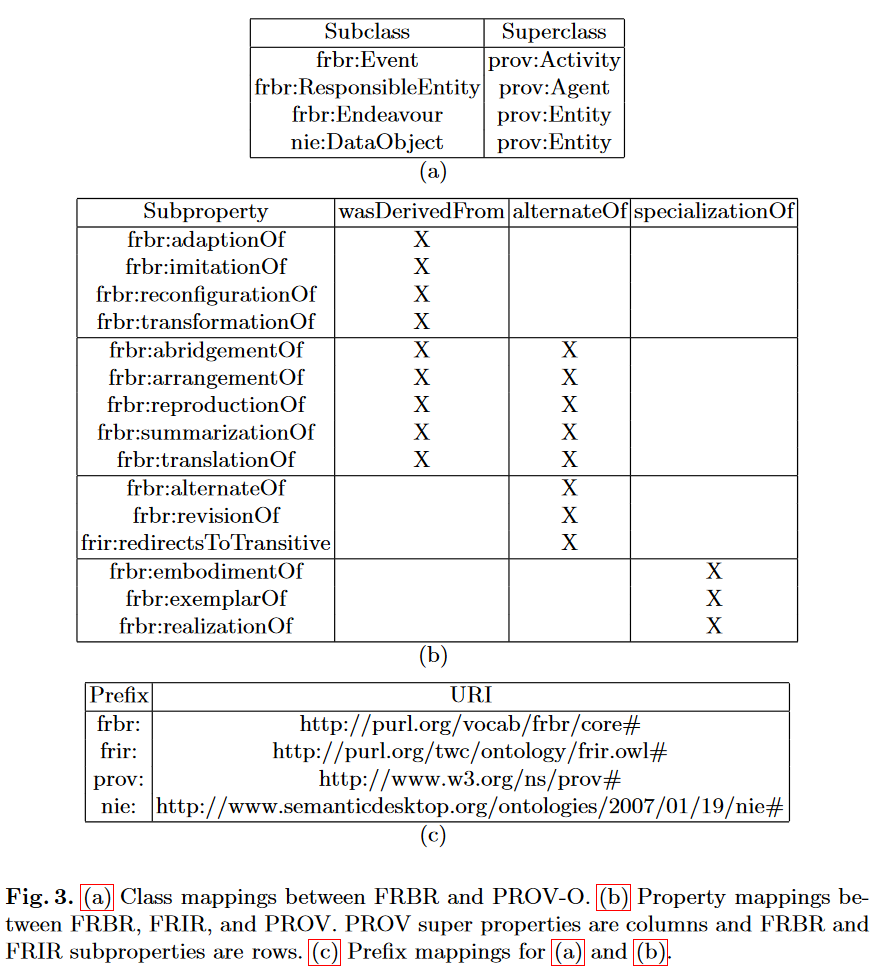 Subclass Superclass
frbr:Event prov:Activity
frbr:ResponsibleEntity prov:Agent
frbr:Endeavour prov:Entity
nie:DataObject prov:Entity
(a)
Subproperty wasDerivedFrom alternateOf specializationOf
frbr:adaptionOf X
frbr:imitationOf X
frbr:reconfigurationOf X
frbr:transformationOf X
frbr:abridgementOf X X
frbr:arrangementOf X X
frbr:reproductionOf X X
frbr:summarizationOf X X
frbr:translationOf X X
frbr:alternateOf X
frbr:revisionOf X
frir:redirectsToTransitive X
frbr:embodimentOf X
frbr:exemplarOf X
frbr:realizationOf X
(b)
Prefix URI
frbr: http://purl.org/vocab/frbr/core#
frir: http://purl.org/twc/ontology/frir.owl#
prov: http://www.w3.org/ns/prov#
nie: http://www.semanticdesktop.org/ontologies/2007/01/19/nie#
(c)
Fig. 3. (a) Class mappings between FRBR and PROV-O. (b) Property mappings be-
tween FRBR, FRIR, and PROV. PROV super properties are columns and FRBR and
FRIR subproperties are rows. (c) Prefix mappings for (a) and (b).